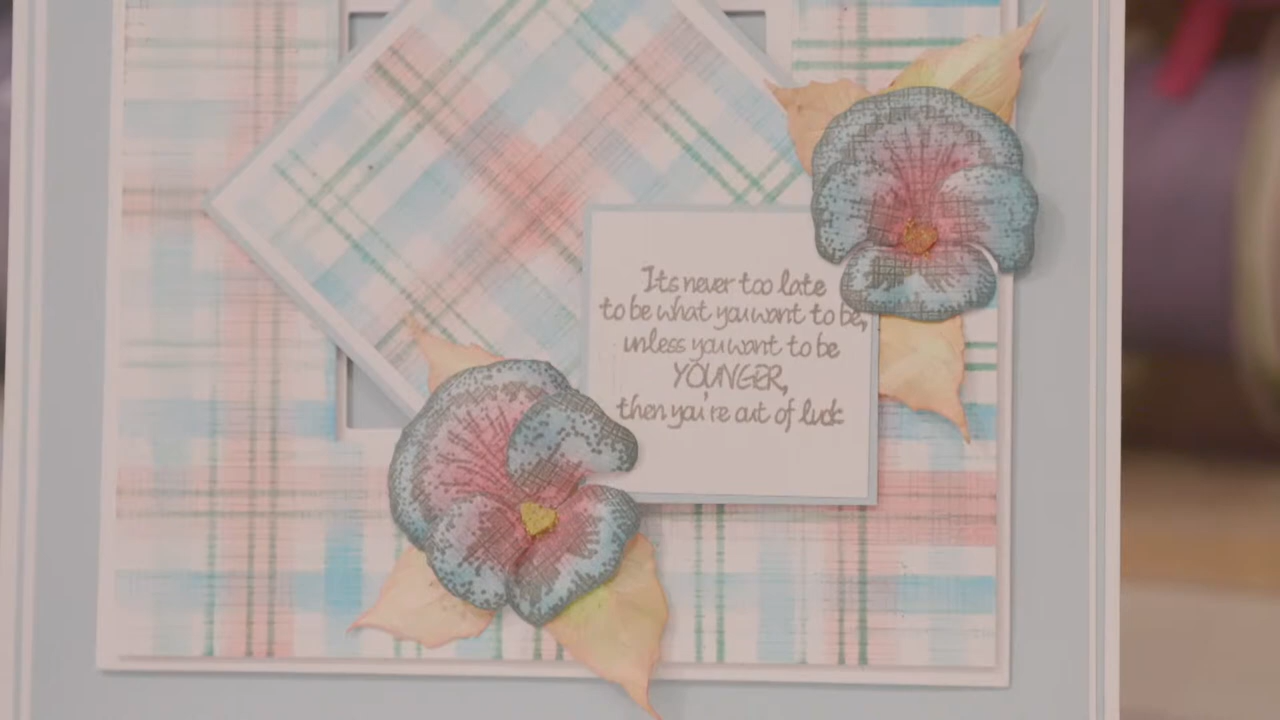 Its never too late
to be what you want to be,
unless you want to be
YOUNGER,
then you're out of luck